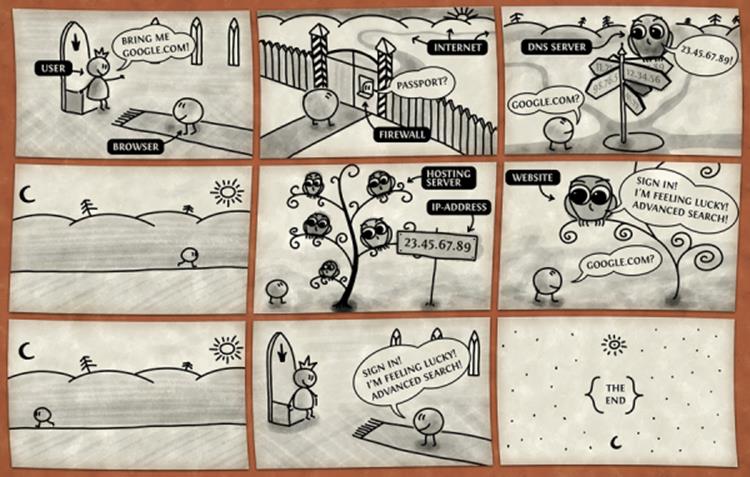 BRING ME
GOOGLE.COM!
USER
BROWSER
INTERNET
PASSPORT?
FIREWALL
DNS SERVER
23.45.67.89!
12.34.56
GOOGLE.COM?
HOSTING
SERVER
IP-ADDRESS
23.45.67.89
WEBSITE
SIGN IN!
I'M FEELING LUCKY!
ADVANCED SEARCH!
GOOGLE.COM?
SIGN IN!
I'M FEELING LUCKY!
ADVANCED SEARCH!
THE
END